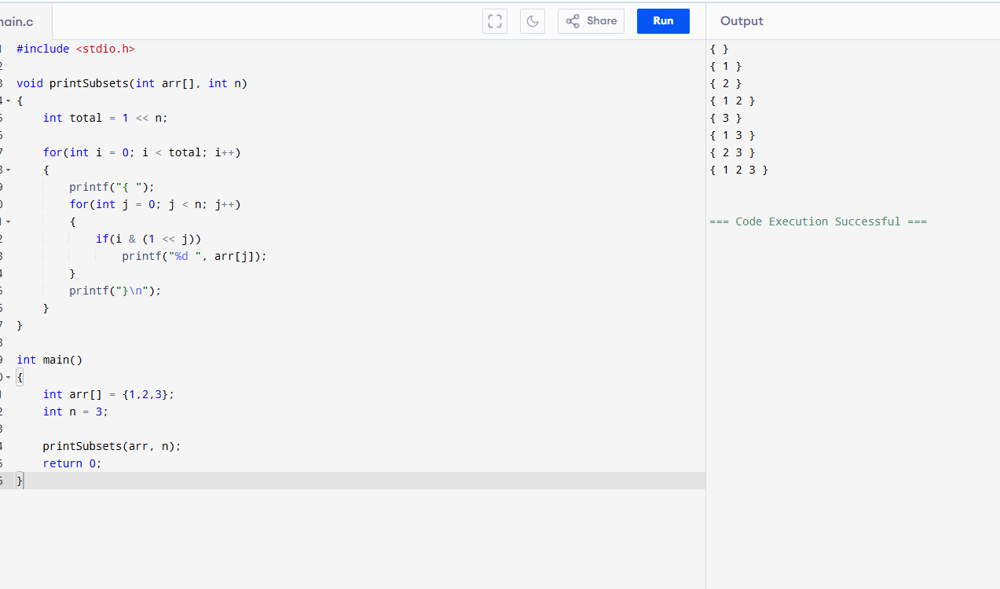 main.c
Share
Run
Output
#include <stdio.h>
void printSubsets(int arr[], int n)
{
    int total = 1 << n;
    for(int i = 0; i < total; i++)
    {
        printf("{ ");
        for(int j = 0; j < n; j++)
        {
            if(i & (1 << j))
                printf("%d ", arr[j]);
        }
        printf("}\n");
    }
}
int main()
{
    int arr[] = {1,2,3};
    int n = 3;
    printSubsets(arr, n);
    return 0;
}
{ }
{ 1 }
{ 2 }
{ 1 2 }
{ 3 }
{ 1 3 }
{ 2 3 }
{ 1 2 3 }
=== Code Execution Successful ===